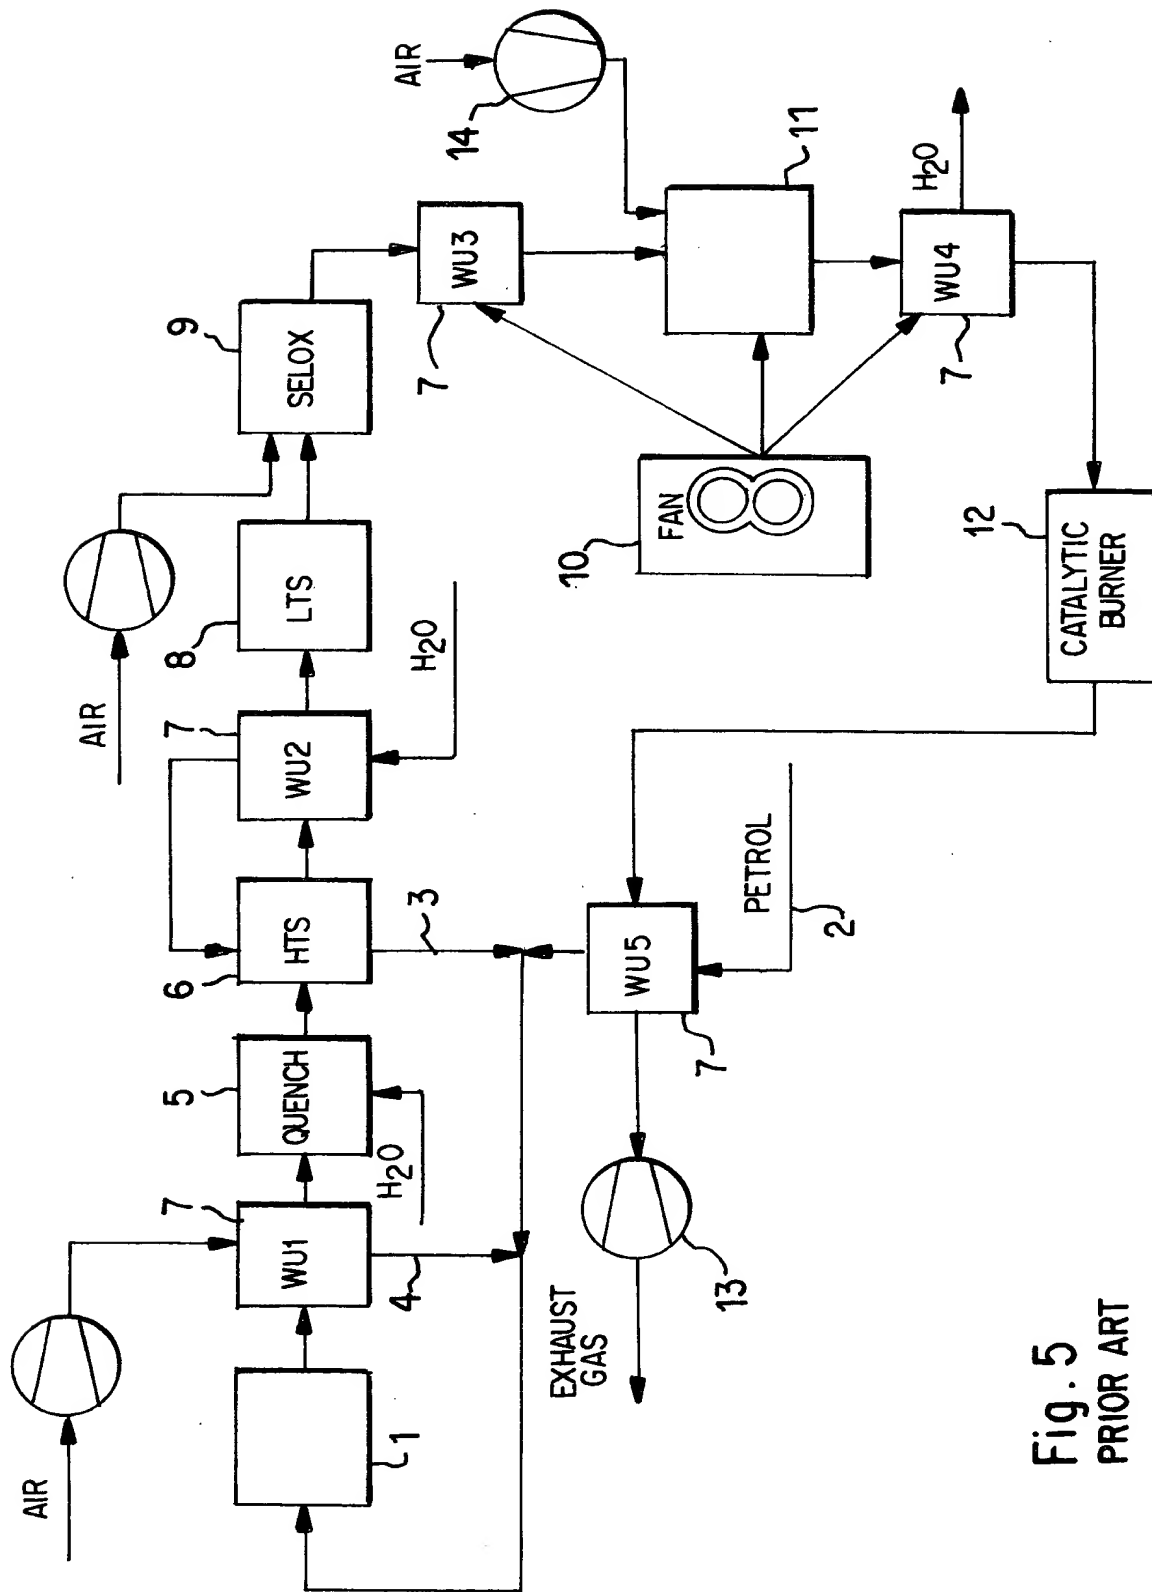 AIR
AIR
AIR
14
9
SELOX
7
WU3
11
8
LTS
7
WU2
H2O
6
HTS
3
5
QUENCH
H2O
7
WU1
4
1
10
FAN
7
WU4
H2O
12
CATALYTIC
BURNER
WU5
7
PETROL
2
13
EXHAUST
GAS
Fig. 5
PRIOR ART